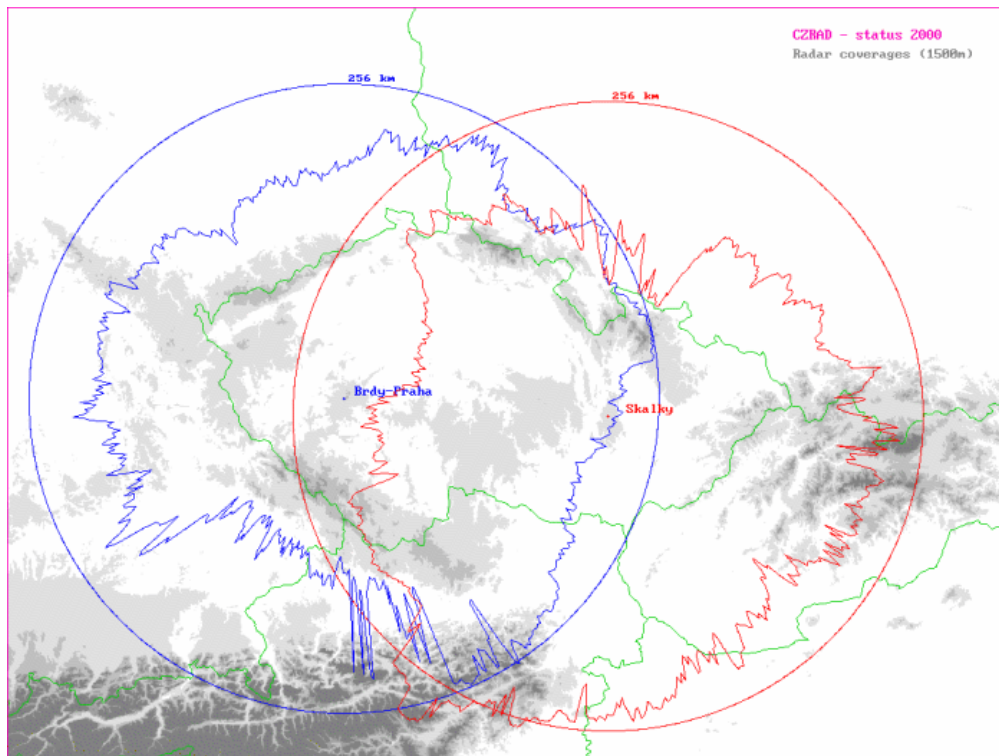 CZRAD - status 2000
Radar coverages (1500m)
256 km
256 km
Brdy-Praha
Skalky